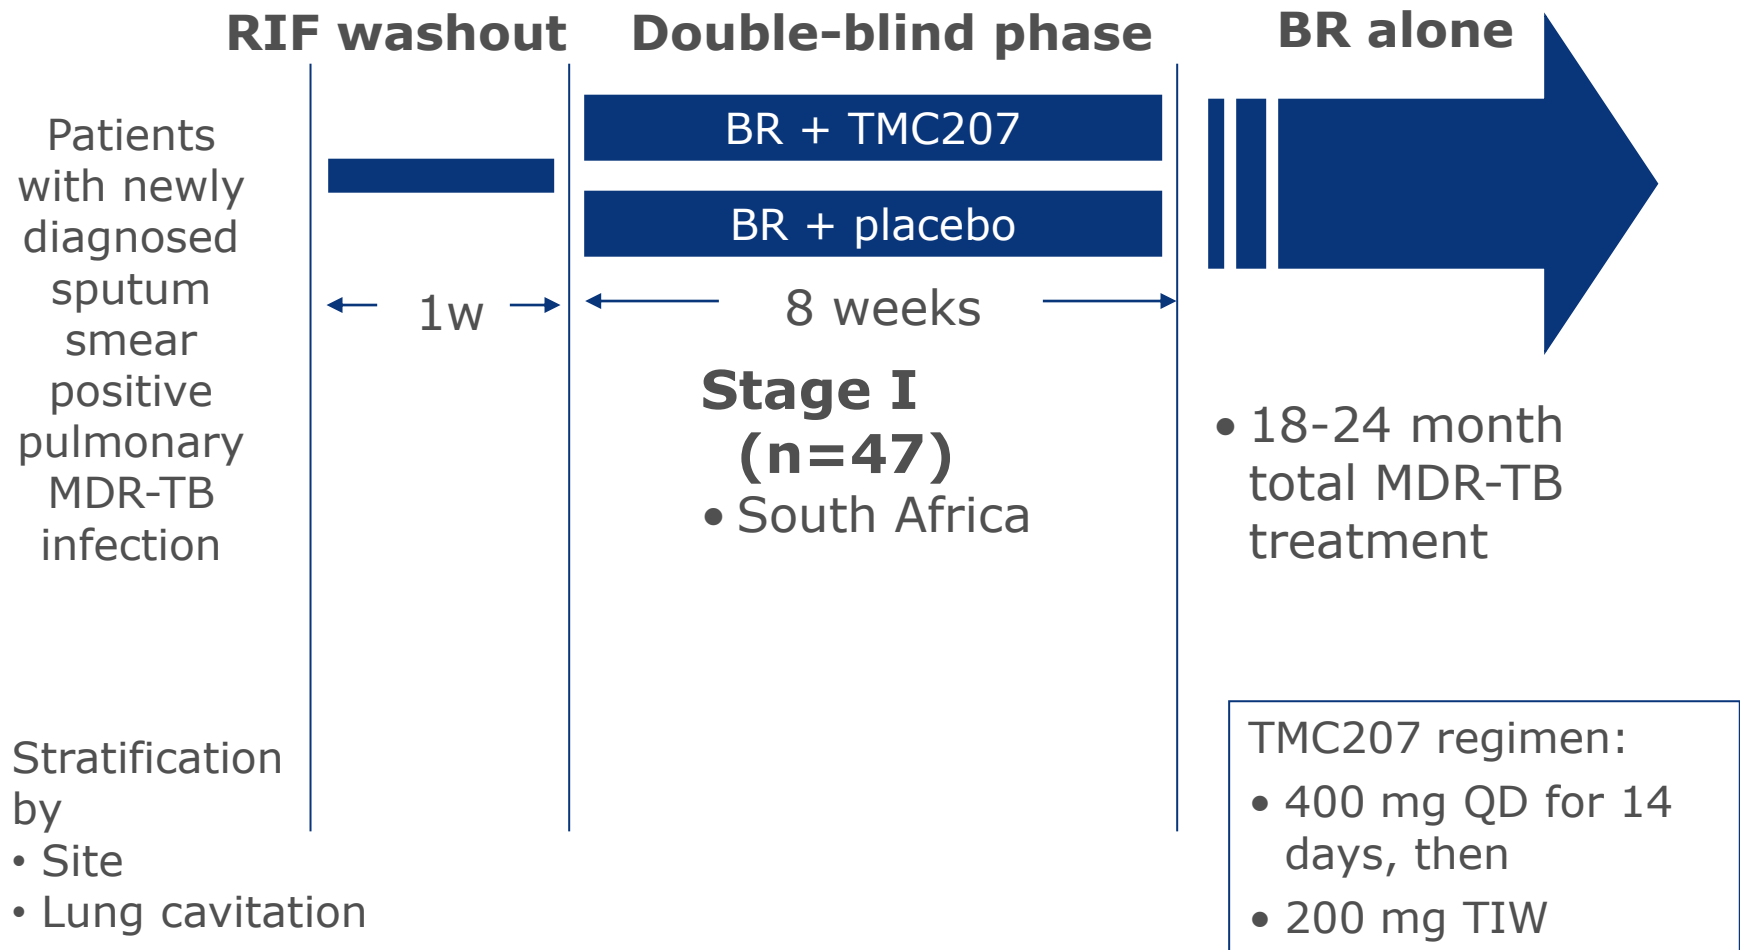 RIF washout
Double-blind phase
BR alone
Patients
with newly
diagnosed
sputum
smear
positive
pulmonary
MDR-TB
infection
BR + TMC207
BR + placebo
1w
8 weeks
Stage I
(n=47)
• South Africa
• 18-24 month
total MDR-TB
treatment
Stratification
by
• Site
• Lung cavitation
TMC207 regimen:
• 400 mg QD for 14
days, then
• 200 mg TIW